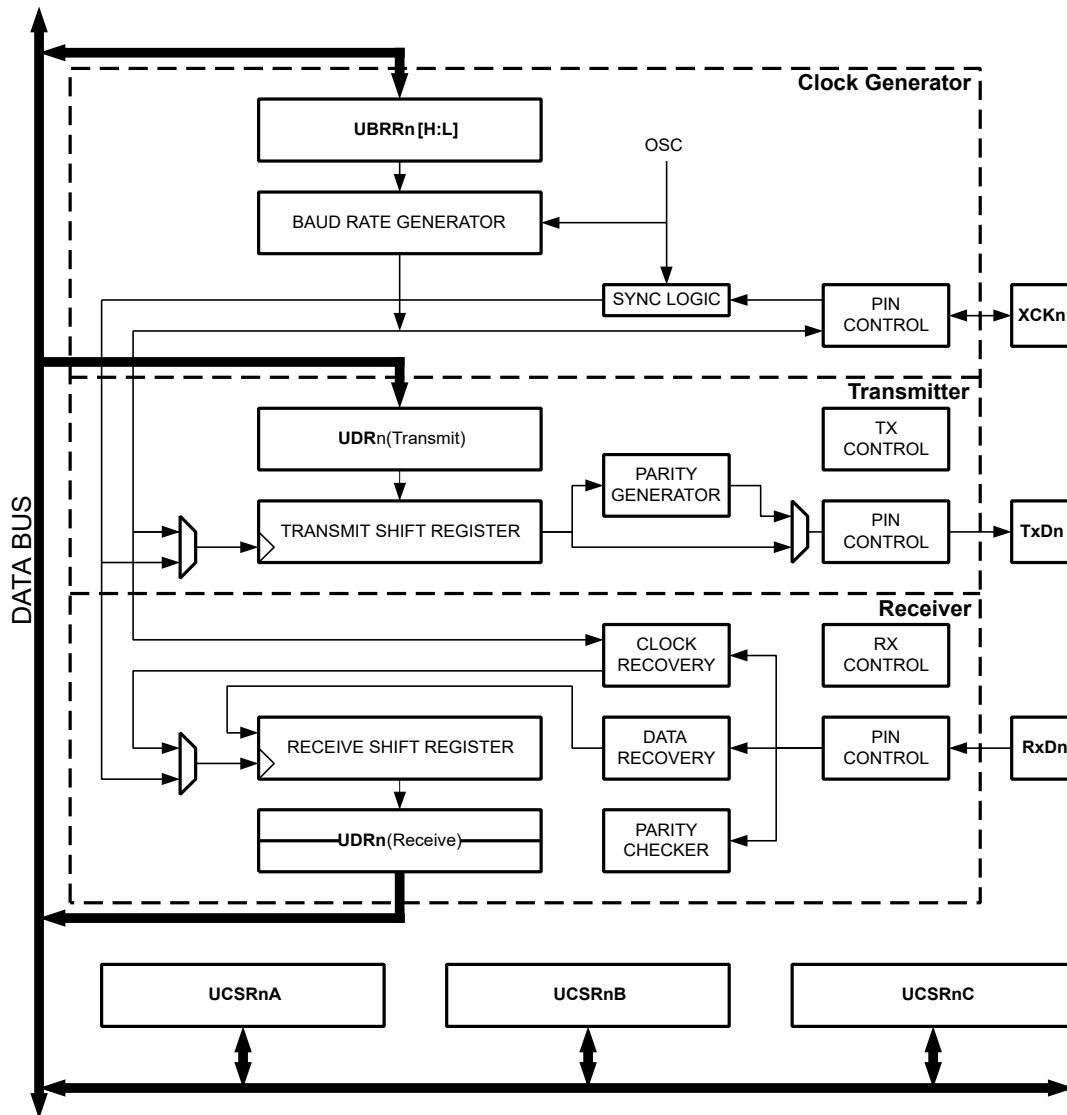 Clock Generator
UBRRn [H:L]
OSC
BAUD RATE GENERATOR
SYNC LOGIC
PIN
CONTROL
XCKn
DATA BUS
Transmitter
UDRn(Transmit)
TX
CONTROL
PARITY
GENERATOR
TRANSMIT SHIFT REGISTER
PIN
CONTROL
TxDn
Receiver
CLOCK
RECOVERY
RX
CONTROL
RECEIVE SHIFT REGISTER
DATA
RECOVERY
PIN
CONTROL
RxDn
UDRn(Receive)
PARITY
CHECKER
UCSRnA
UCSRnB
UCSRnC